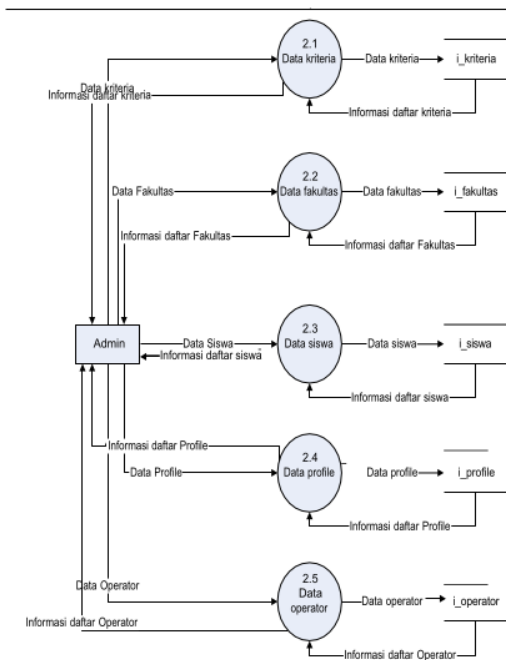 2.1
Data kriteria
Data kriteria
i_kriteria
Data kriteria
Informasi daftar kriteria
Informasi daftar kriteria
2.2
Data fakultas
Data Fakultas
Data fakultas
i_fakultas
Informasi daftar Fakultas
Informasi daftar Fakultas
Admin
2.3
Data siswa
Data Siswa
Data siswa
i_siswa
Informasi daftar siswa
Informasi daftar siswa
2.4
Data profile
Informasi daftar Profile
Data Profile
Data profile
i_profile
Informasi daftar Profile
2.5
Data
operator
Data Operator
Data operator
i_operator
Informasi daftar Operator
Informasi daftar Operator